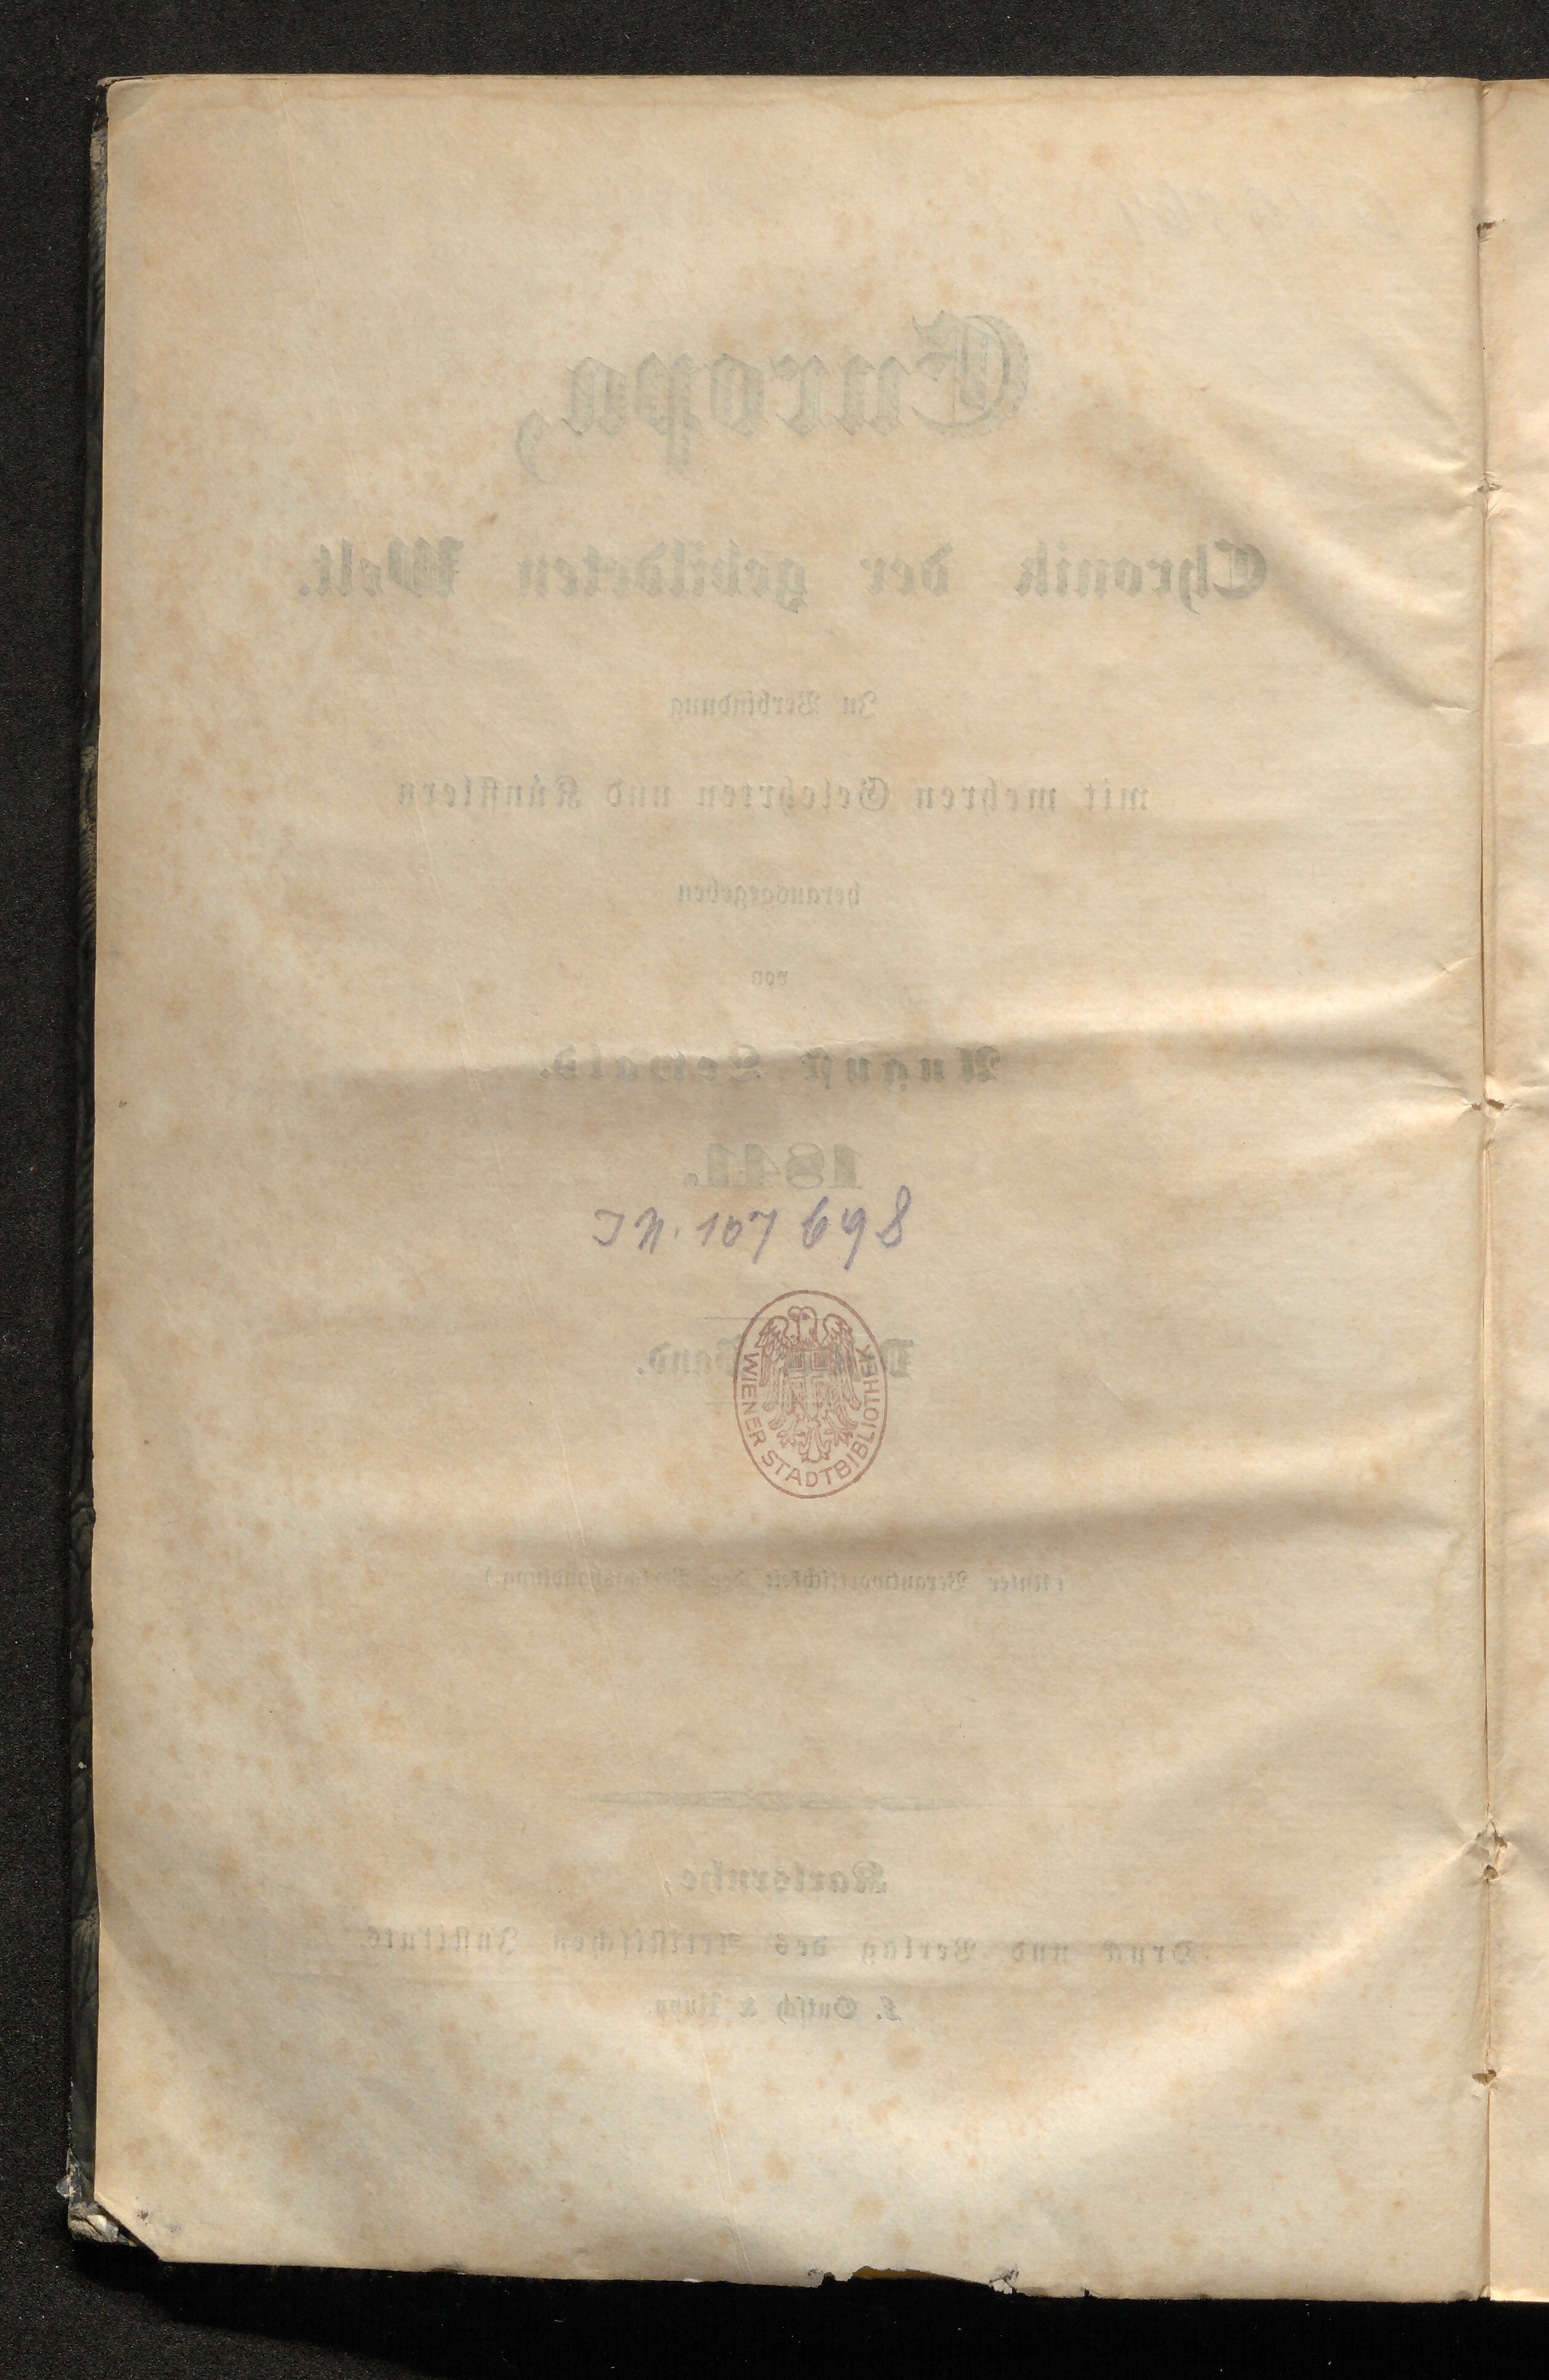 Europa,
Chronik der gebildeten Welt.
In Verbindung
mit mehren Gelehrten und Künstlern
herausgegeben
von
August Lewald.
1841.
IN. 107 698
Band.
WIENER STADTBIBLIOTHEK
(Unter Verantwortlichkeit der Verlagshandlung.)
Karlsruhe,
Druck und Verlag des Artistischen Instituts.
F. Gutsch & Rupp.